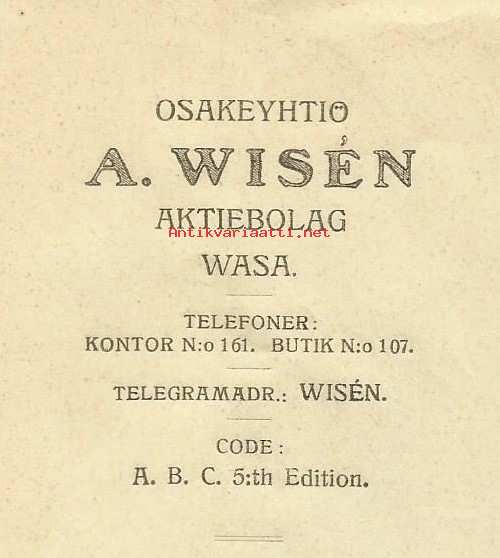 OSAKEYHTIÖ
A. WISÉN
AKTIEBOLAG
Antikvariaatti.net
WASA.
TELEFONER:
KONTOR N:o 161. BUTIK N:o 107.
TELEGRAMADR.: WISÉN.
CODE:
A. B. C. 5:th Edition.